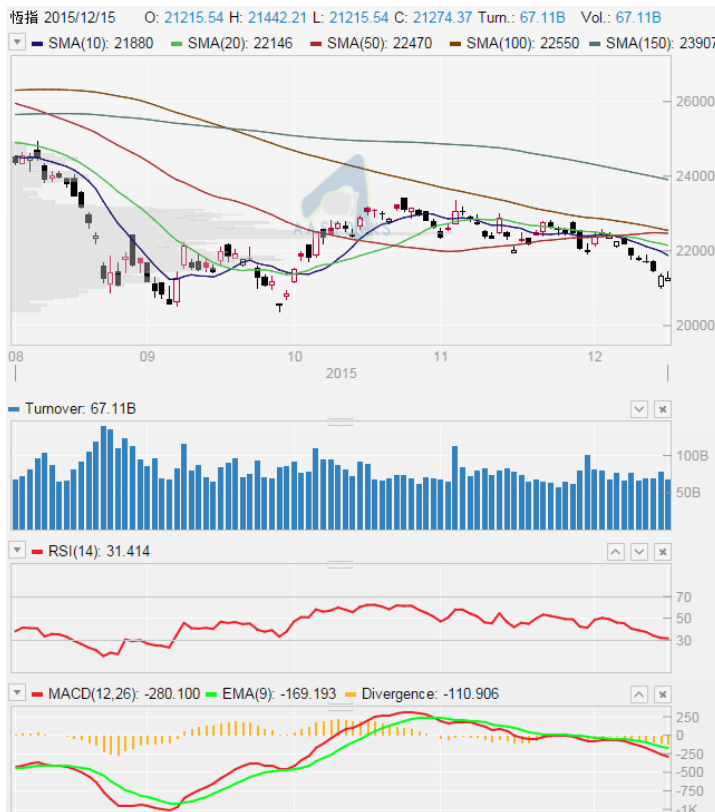 恆指 2015/12/15 O: 21215.54 H: 21442.21 L: 21215.54 C: 21274.37 Turn.: 67.11B Vol.: 67.11B
SMA(10): 21880 SMA(20): 22146 SMA(50): 22470 SMA(100): 22550 SMA(150): 23907
26000
24000
22000
20000
08 09 10 11 12
2015
Turnover: 67.11B
100B
50B
RSI(14): 31.414
70
50
30
MACD(12,26): -280.100 EMA(9): -169.193 Divergence: -110.906
250
0
-250
-500
-750
-1K